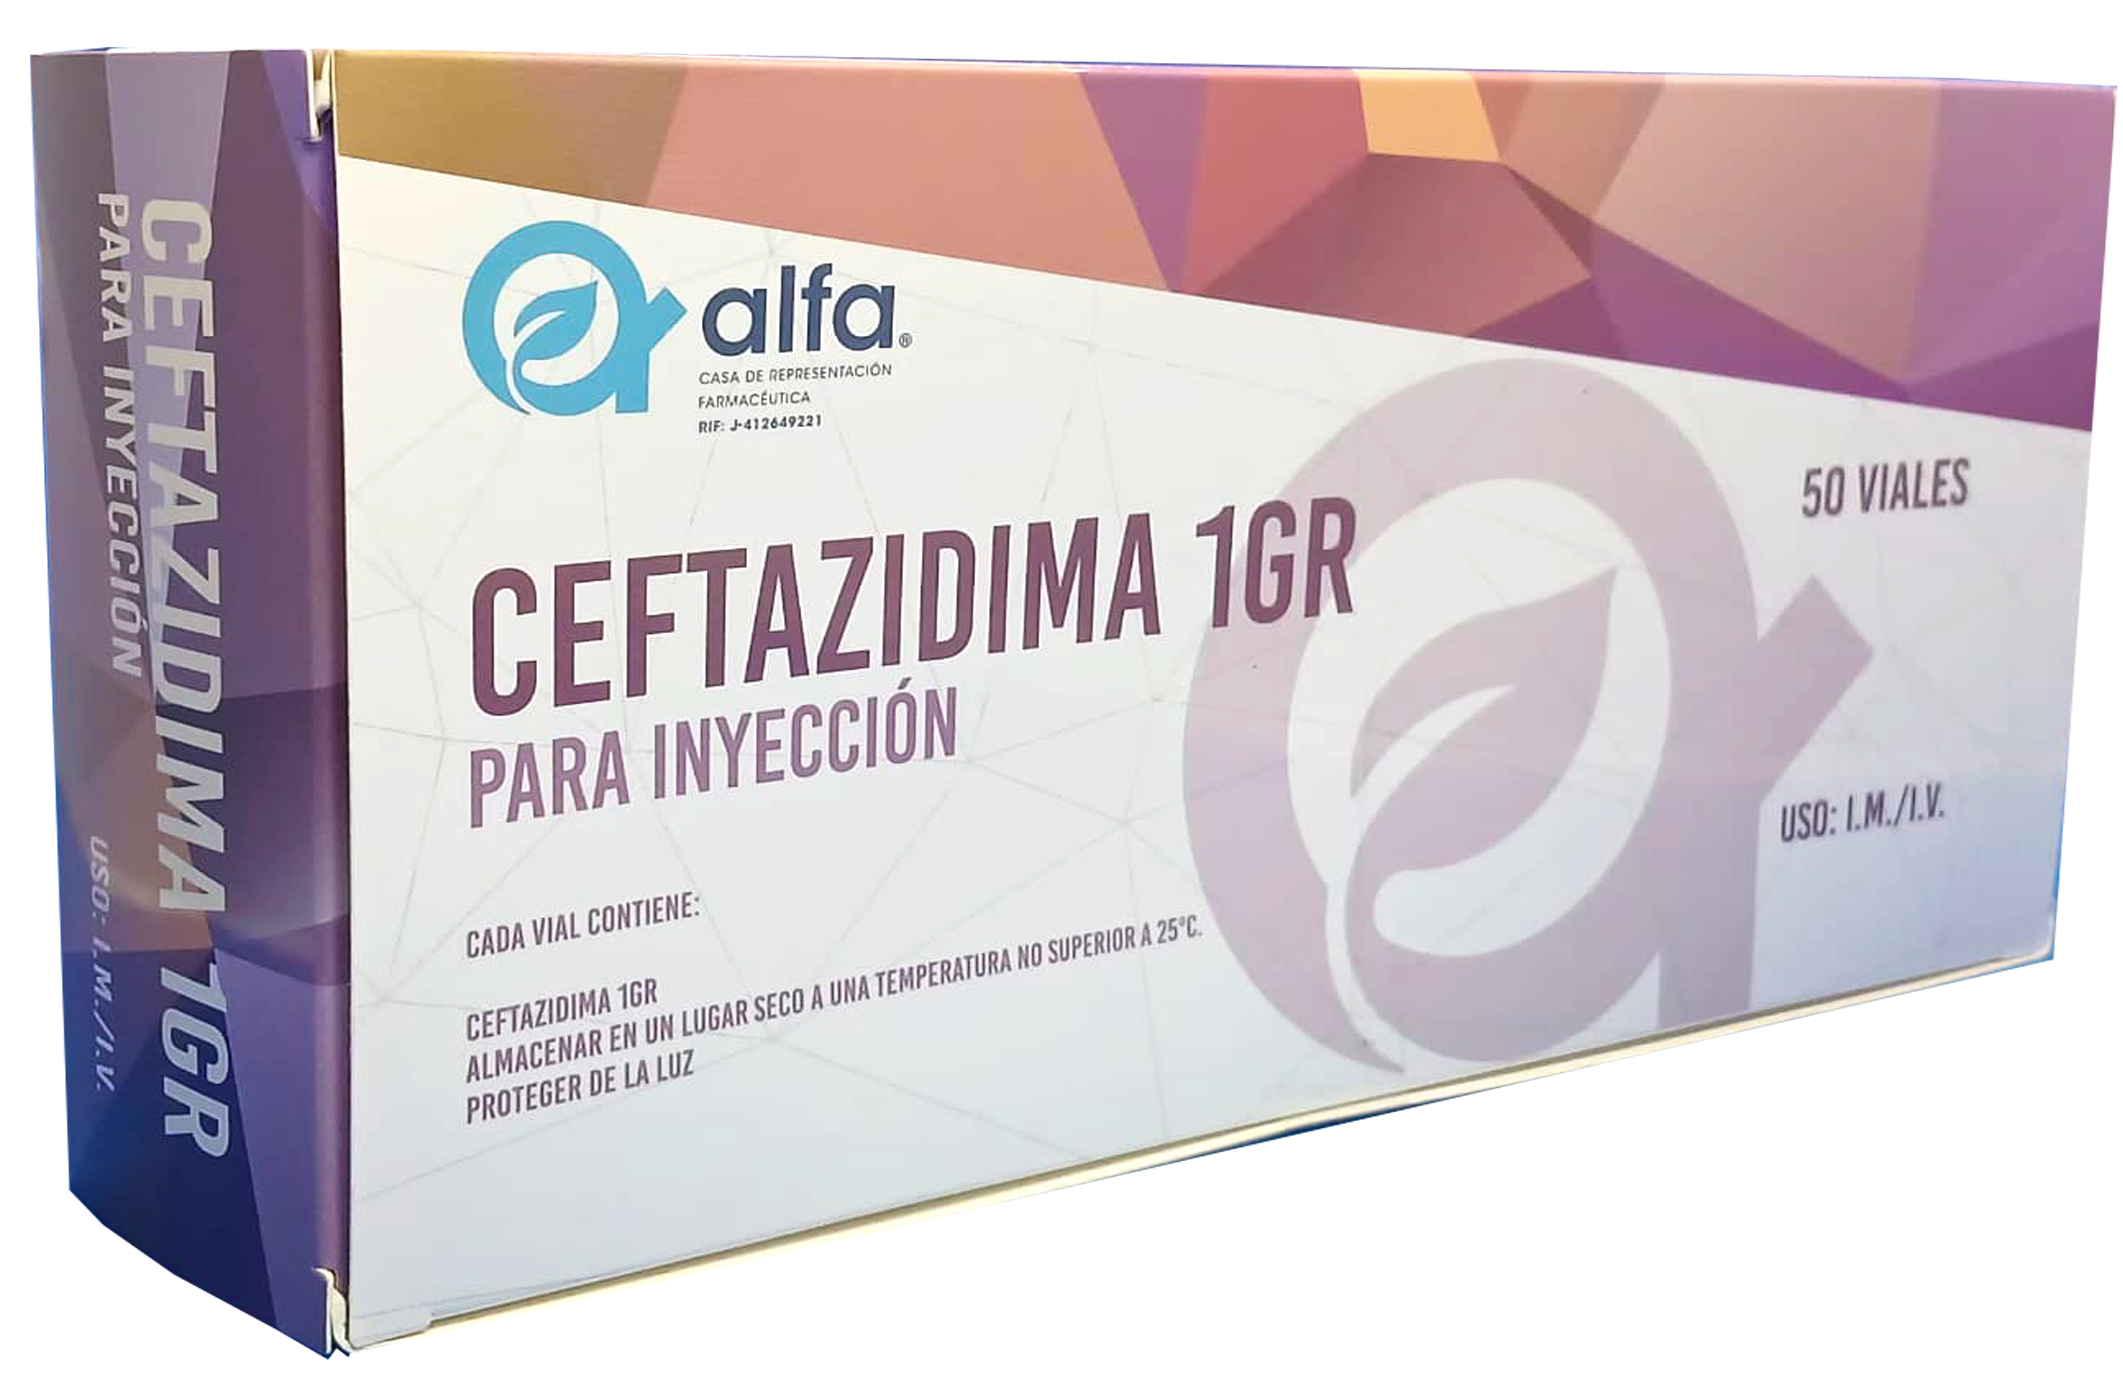 CEFTAZIDIMA 1GR
PARA INYECCIÓN
USO: I.M./I.V.
alfa®
CASA DE REPRESENTACIÓN
FARMACÉUTICA
RIF: J-412649221
50 VIALES
CEFTAZIDIMA 1GR
PARA INYECCIÓN
USO: I.M./I.V.
CADA VIAL CONTIENE:
CEFTAZIDIMA 1GR
ALMACENAR EN UN LUGAR SECO A UNA TEMPERATURA NO SUPERIOR A 25ºC.
PROTEGER DE LA LUZ